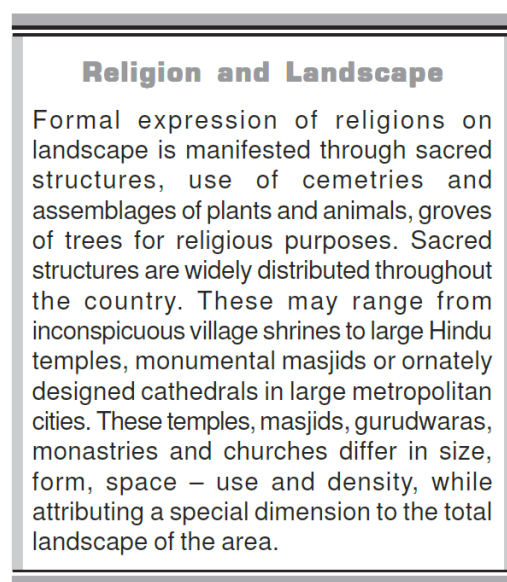 Religion and Landscape
Formal expression of religions on
landscape is manifested through sacred
structures, use of cemetries and
assemblages of plants and animals, groves
of trees for religious purposes. Sacred
structures are widely distributed throughout
the country. These may range from
inconspicuous village shrines to large Hindu
temples, monumental masjids or ornately
designed cathedrals in large metropolitan
cities. These temples, masjids, gurudwaras,
monastries and churches differ in size,
form, space – use and density, while
attributing a special dimension to the total
landscape of the area.